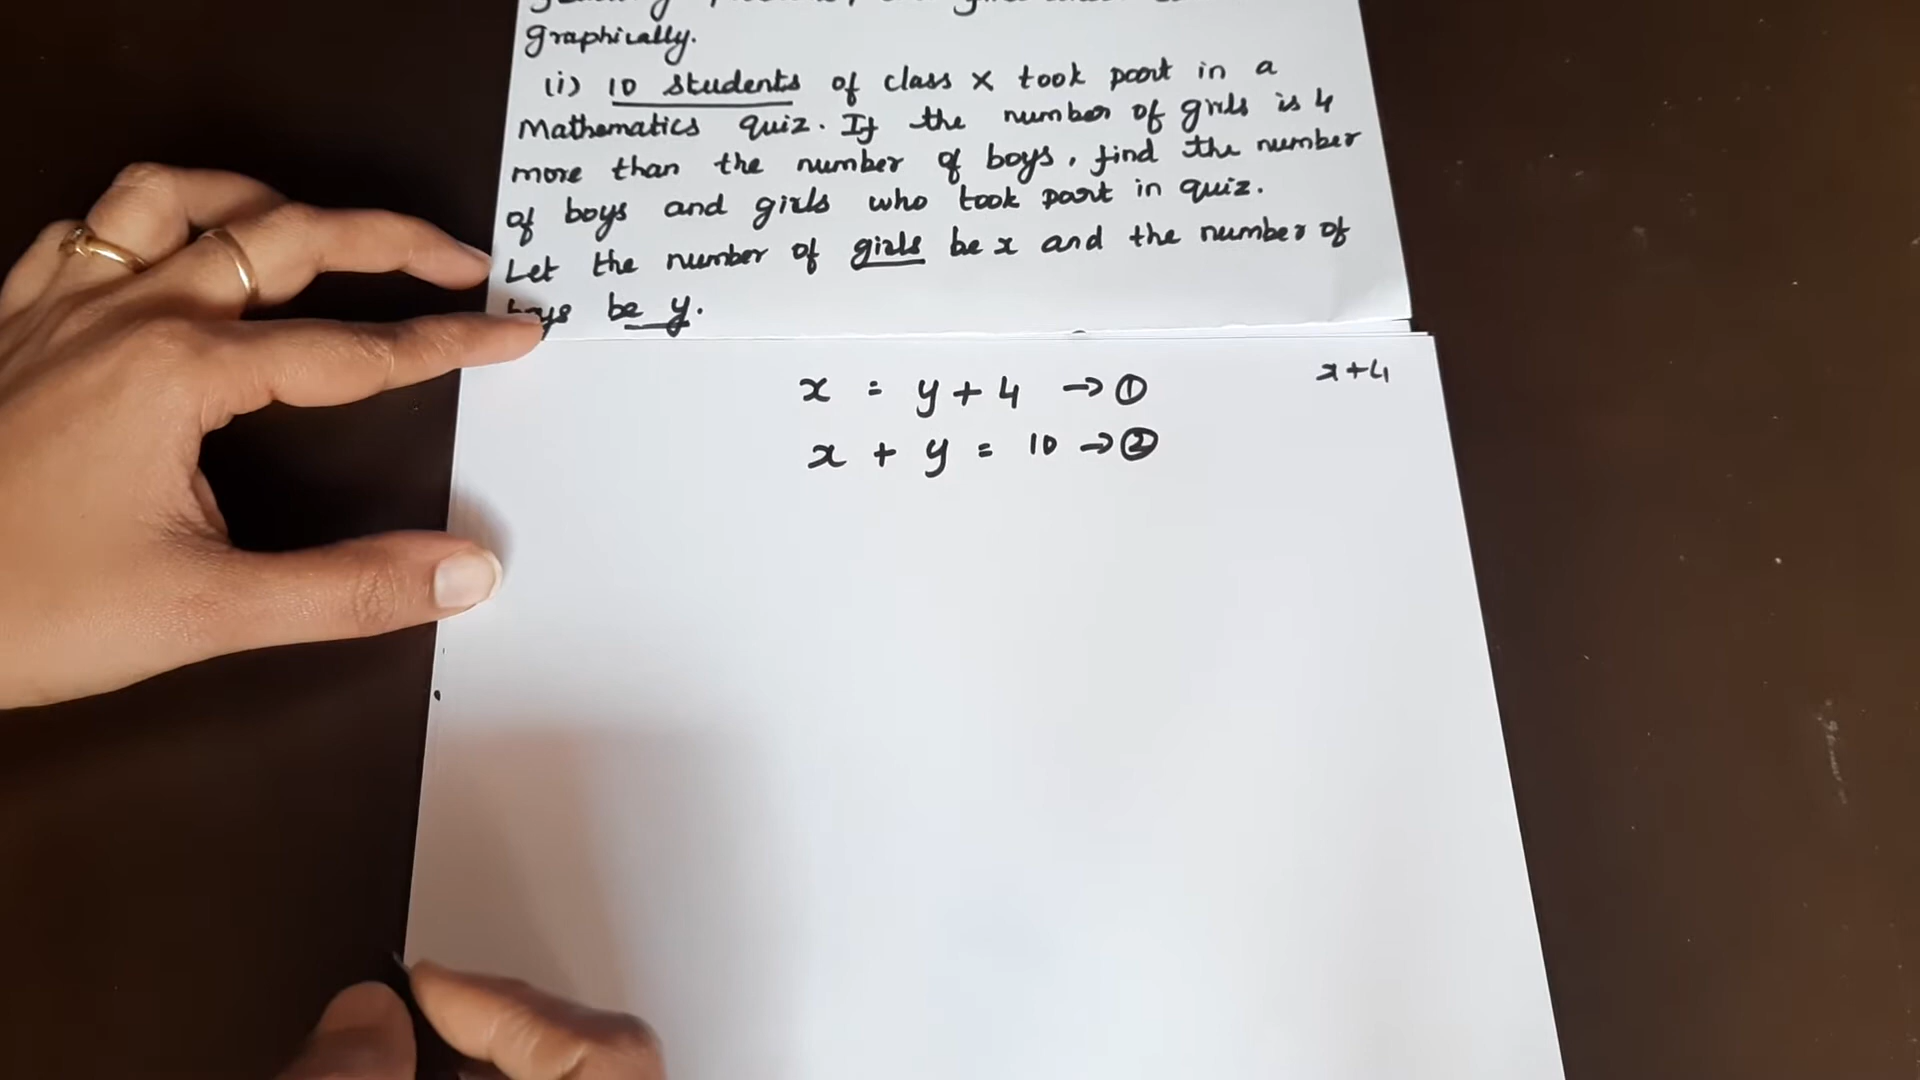 graphically.
(i) 10 students of class X took part in a
Mathematics quiz. If the number of girls is 4
more than the number of boys, find the number
of boys and girls who took part in quiz.
Let the number of girls be x and the number of
boys be y.
x = y + 4 → ①
x + 4
x + y = 10 → ②